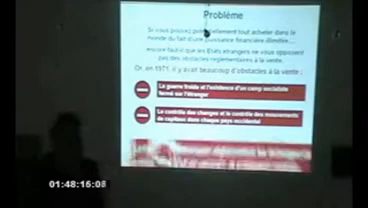 Problème
Si vous pouvez potentiellement tout acheter dans le
monde du fait d'une puissance financière illimitée...
encore faut-il que les Etats étrangers ne vous opposent
pas des obstacles réglementaires à la vente.
Or, en 1971, il y avait beaucoup d'obstacles à la vente :
La guerre froide et l'existence d'un camp socialiste
fermé sur l'étranger
Le contrôle des changes et le contrôle des mouvements
de capitaux dans chaque pays occidental
01:48:15:08